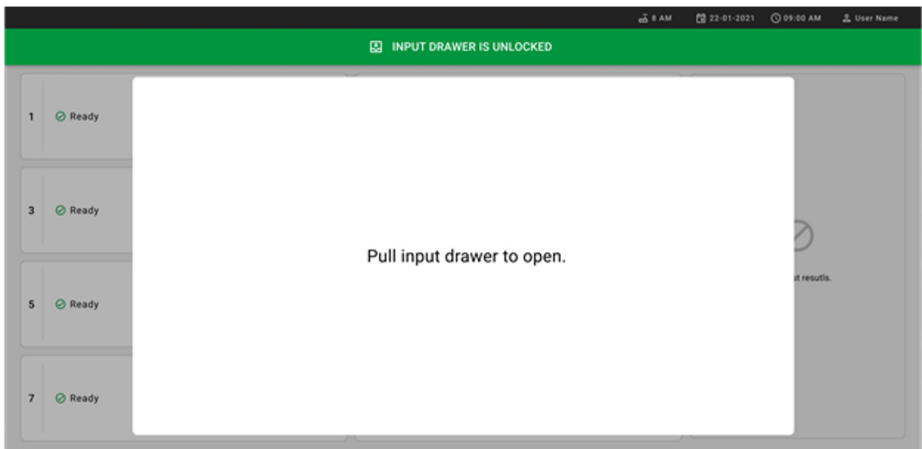 8 AM 22-01-2021 09:00 AM User Name
INPUT DRAWER IS UNLOCKED
1 Ready
3 Ready
Pull input drawer to open.
resutls.
5 Ready
7 Ready